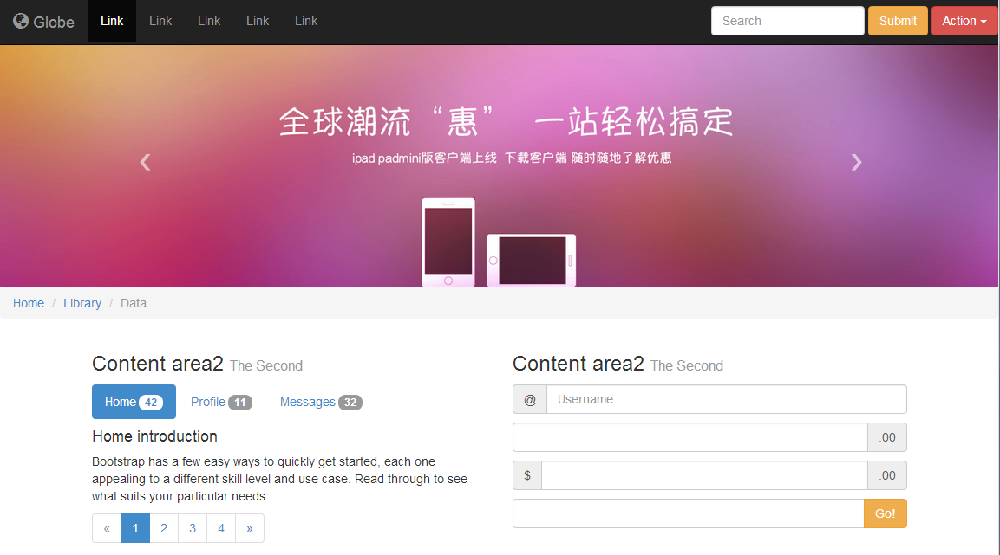 Globe Link Link Link Link Link Search Submit Action
全球潮流“惠” 一站轻松搞定
ipad padmini版客户端上线 下载客户端 随时随地了解优惠
Home / Library / Data
Content area2 The Second
Home 42 Profile 11 Messages 32
Home introduction
Bootstrap has a few easy ways to quickly get started, each one
appealing to a different skill level and use case. Read through to see
what suits your particular needs.
« 1 2 3 4 »
Content area2 The Second
@ Username
.00
$ .00
Go!